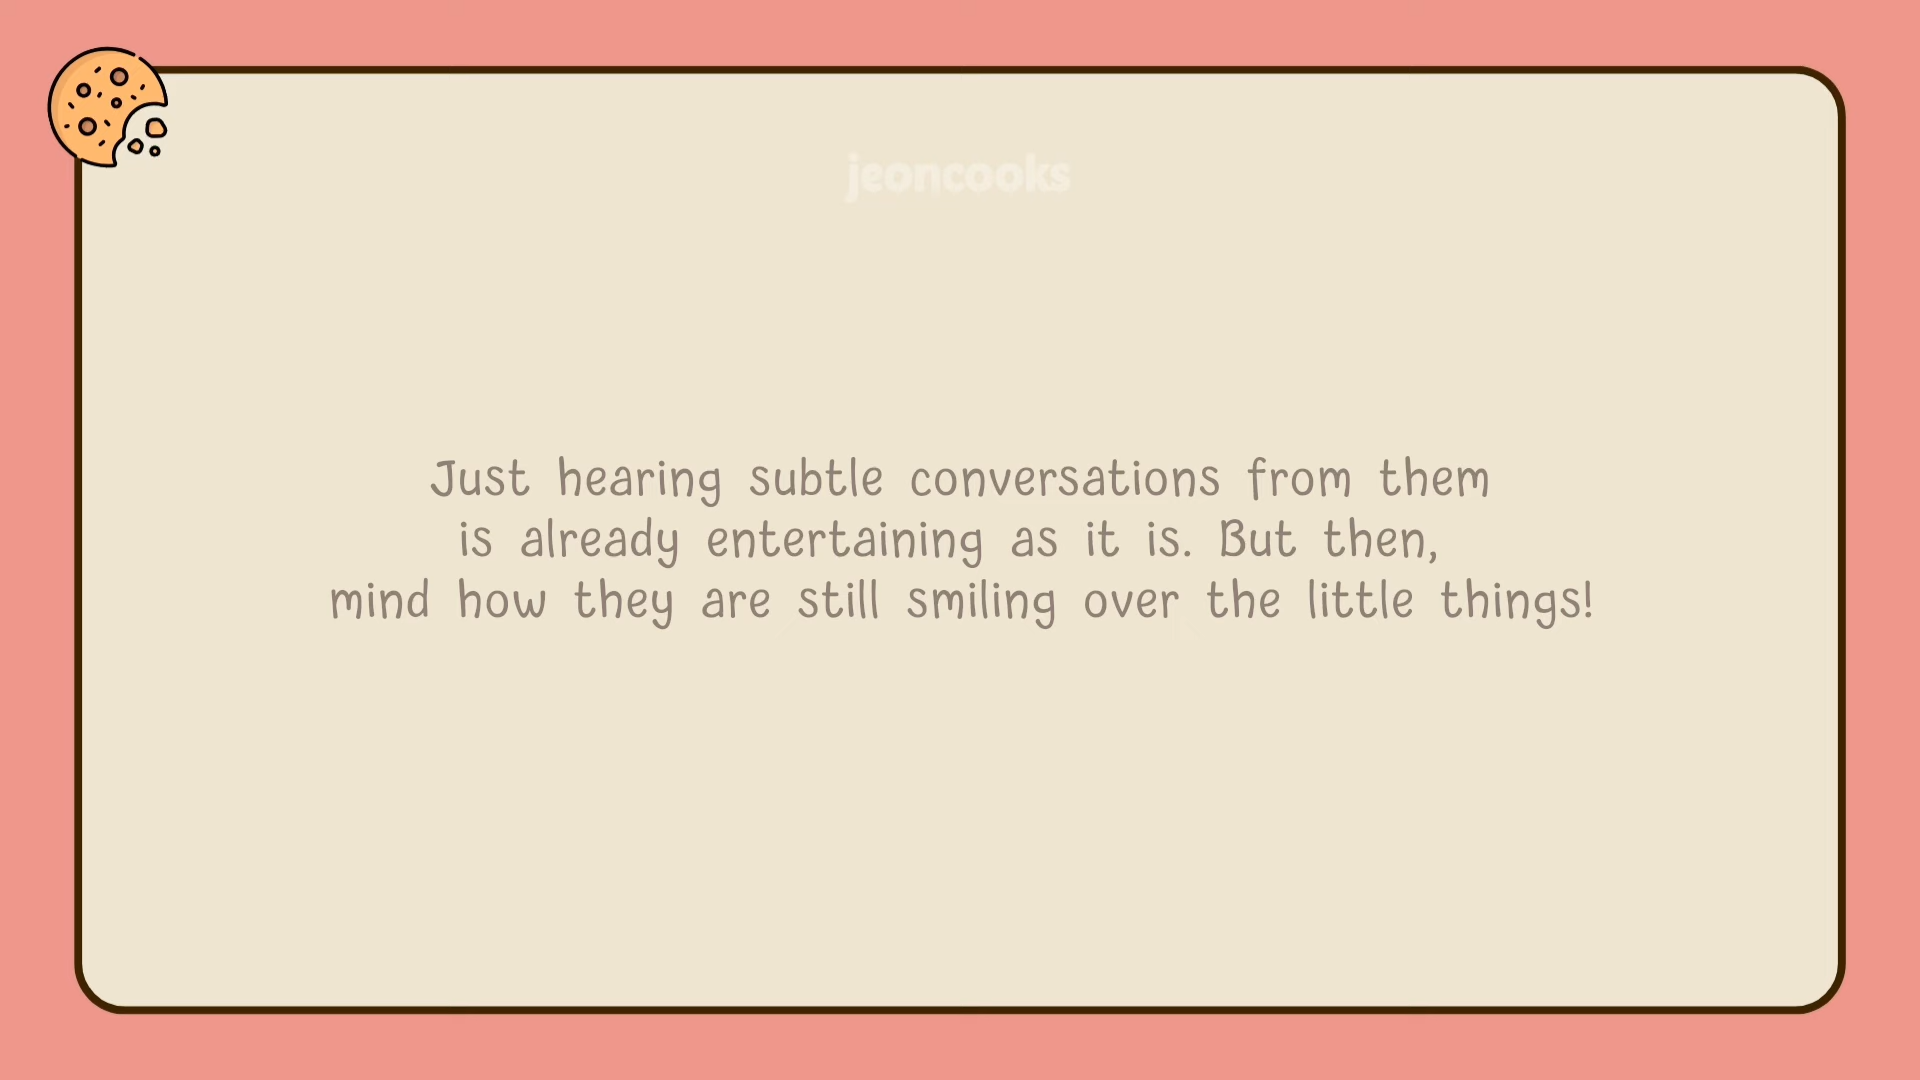 jeoncooks
Just hearing subtle conversations from them
is already entertaining as it is. But then,
mind how they are still smiling over the little things!